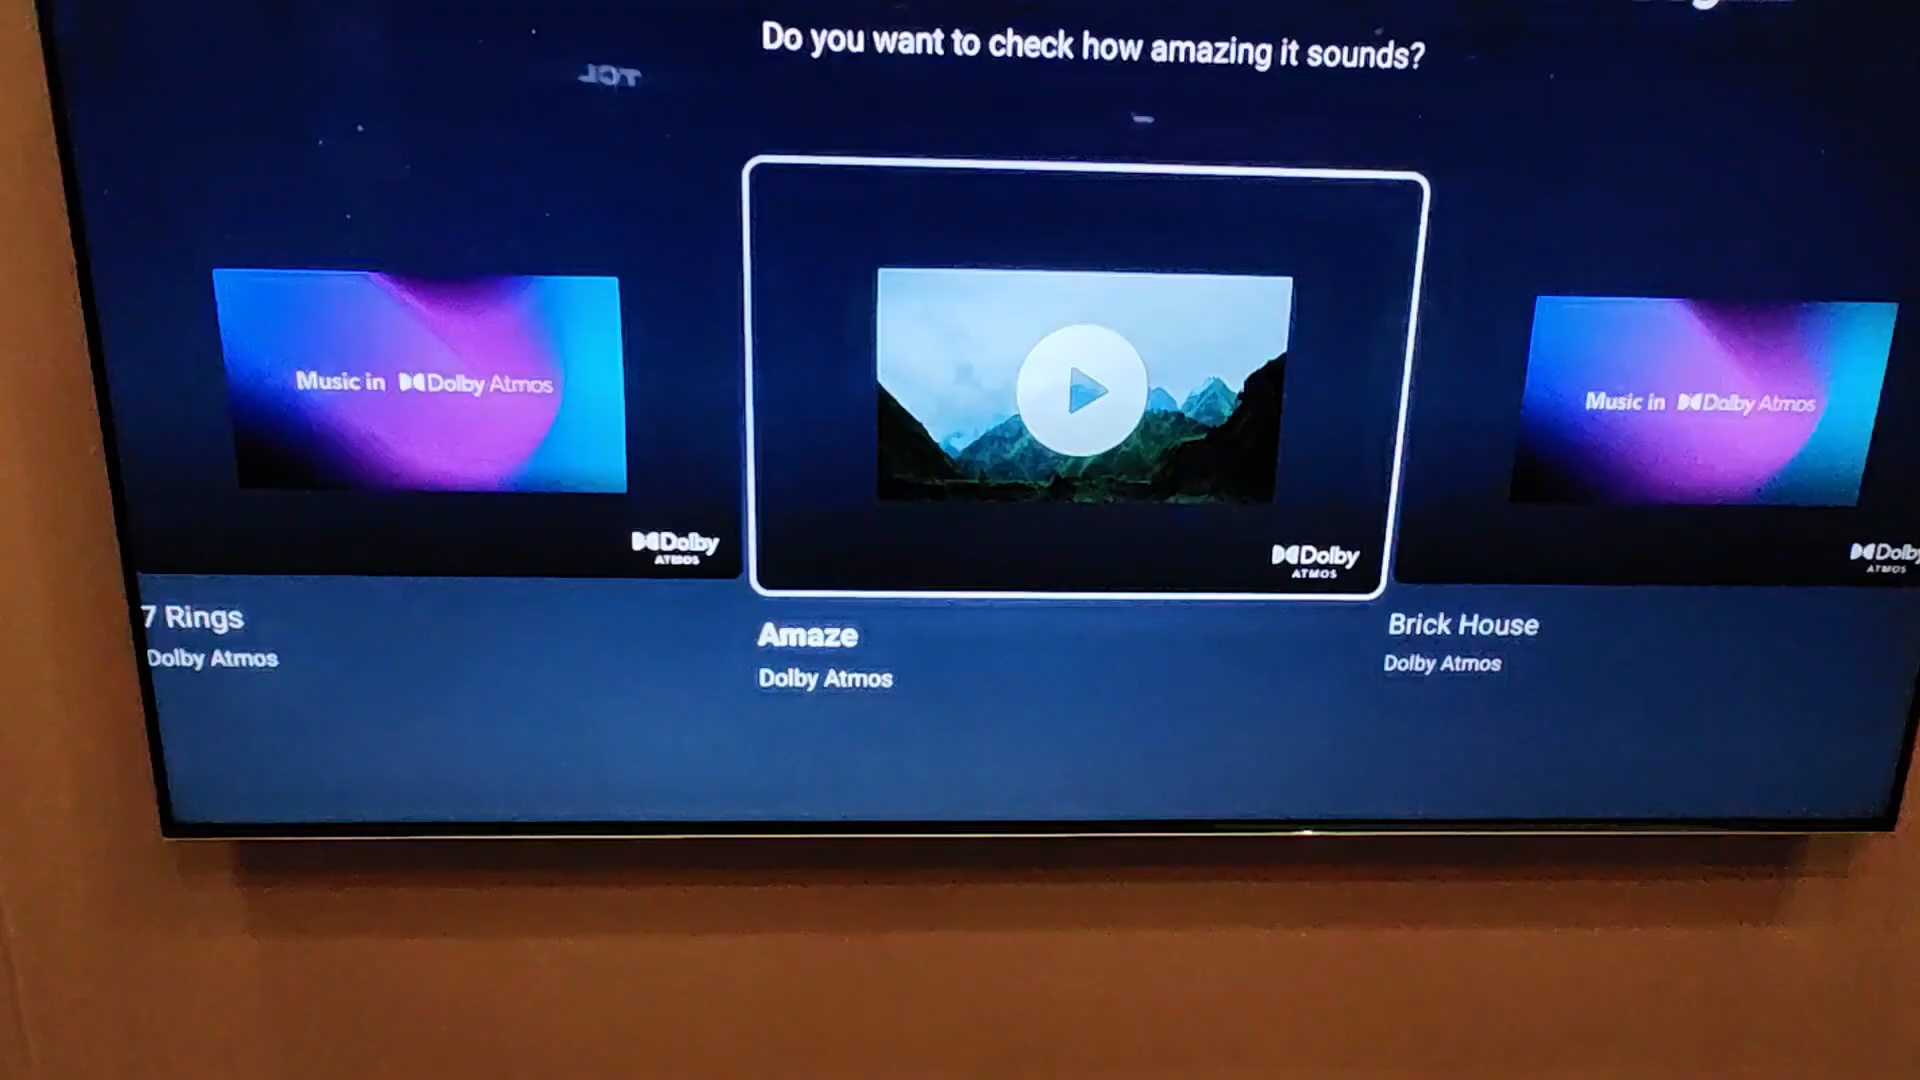 Do you want to check how amazing it sounds?
TCL
Music in Dolby Atmos
Dolby
ATMOS
7 Rings
Dolby Atmos
Dolby
ATMOS
Amaze
Dolby Atmos
Music in Dolby Atmos
Dolby
ATMOS
Brick House
Dolby Atmos